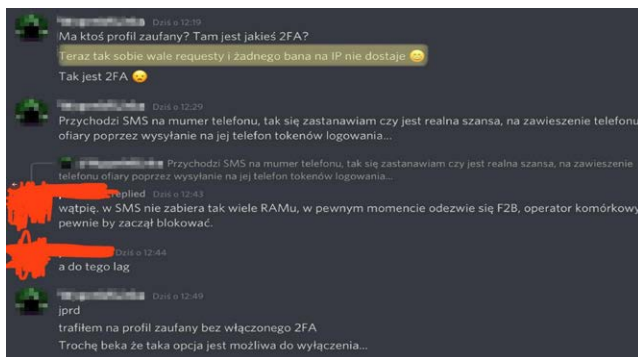 Dziś o 12:19
Ma ktoś profil zaufany? Tam jest jakieś 2FA?
Teraz tak sobie wale requesty i żadnego bana na IP nie dostaje 😊
Tak jest 2FA 😟
Dziś o 12:29
Przychodzi SMS na mumer telefonu, tak się zastanawiam czy jest realna szansa, na zawieszenie telefonu
ofiary poprzez wysyłanie na jej telefon tokenów logowania...
Przychodzi SMS na mumer telefonu, tak się zastanawiam czy jest realna szansa, na zawieszenie
telefonu ofiary poprzez wysyłanie na jej telefon tokenów logowania...
replied Dziś o 12:43
wątpię. w SMS nie zabiera tak wiele RAMu, w pewnym momencie odezwie się F2B, operator komórkowy
pewnie by zaczął blokować.
Dziś o 12:44
a do tego lag
Dziś o 12:49
jprd
trafiłem na profil zaufany bez włączonego 2FA
Trochę beka że taka opcja jest możliwa do wyłączenia...